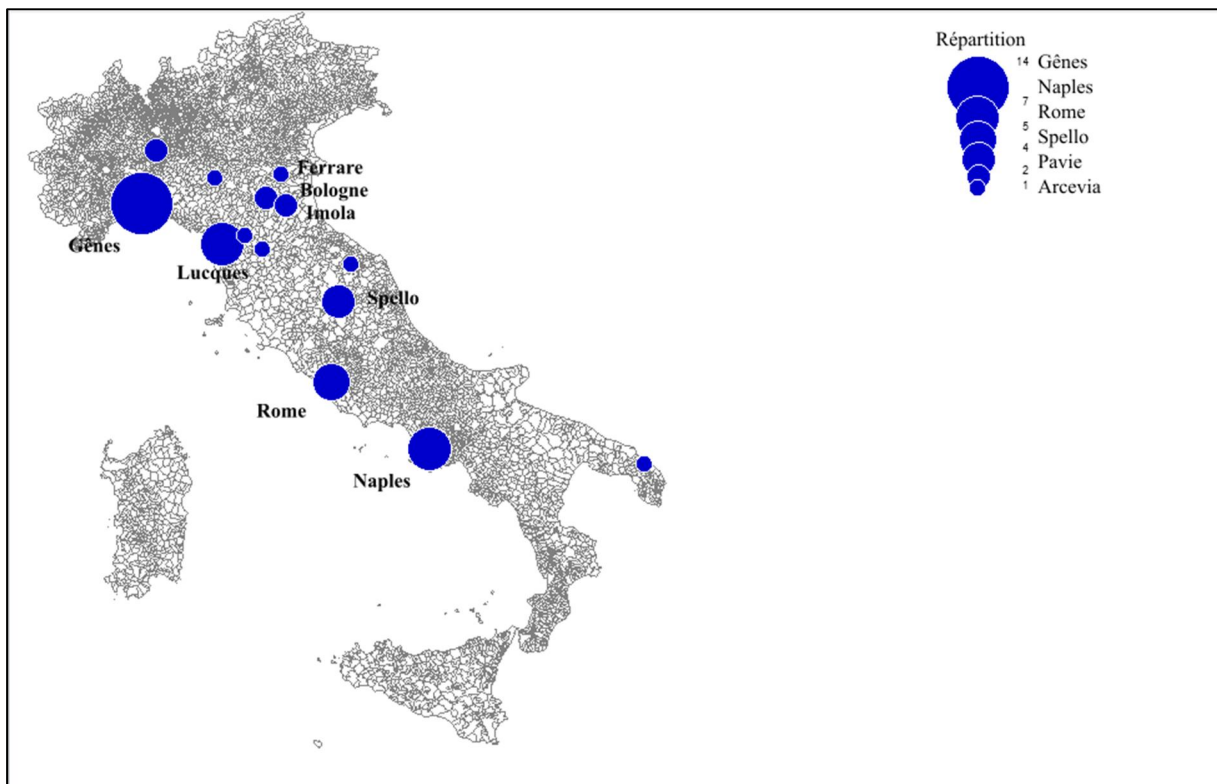 Répartition
14 Gênes
Naples
7
Rome
5
Spello
4
Pavie
2
1 Arcevia
Ferrare
Bologne
Imola
Gênes
Lucques
Spello
Rome
Naples